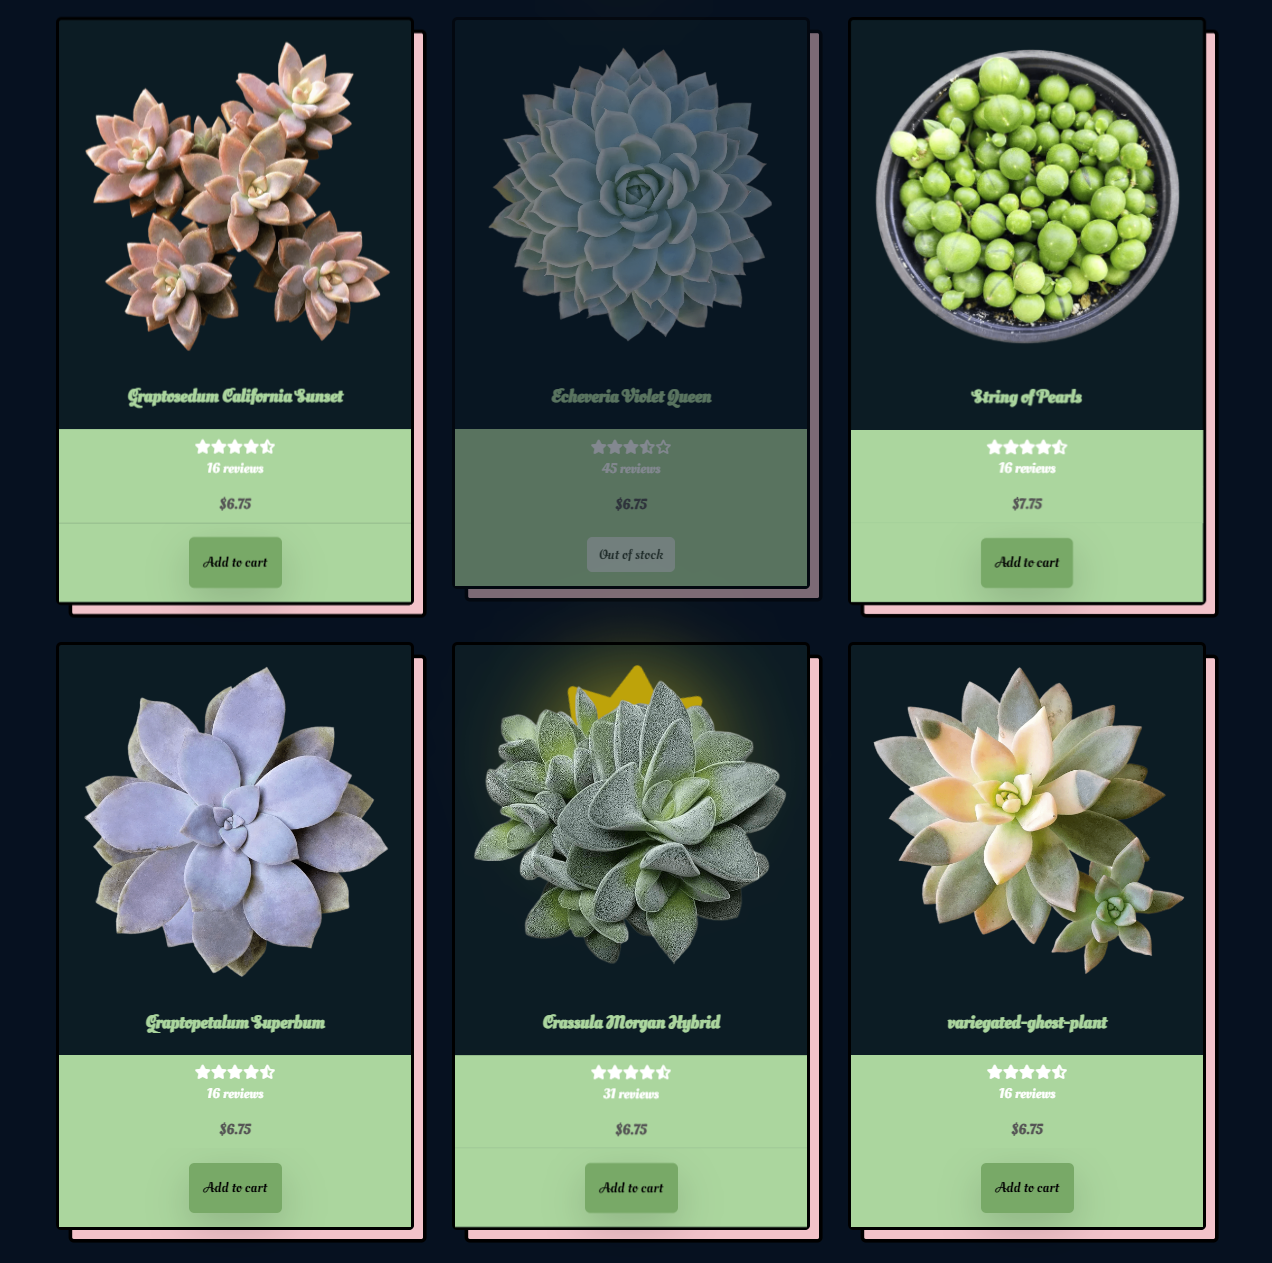 Graptosedum California Sunset
16 reviews
$6.75
Add to cart
Echeveria Violet Queen
45 reviews
$6.75
Out of stock
String of Pearls
16 reviews
$7.75
Add to cart
Graptopetalum Superbum
16 reviews
$6.75
Add to cart
Crassula Morgan Hybrid
31 reviews
$6.75
Add to cart
variegated-ghost-plant
16 reviews
$6.75
Add to cart